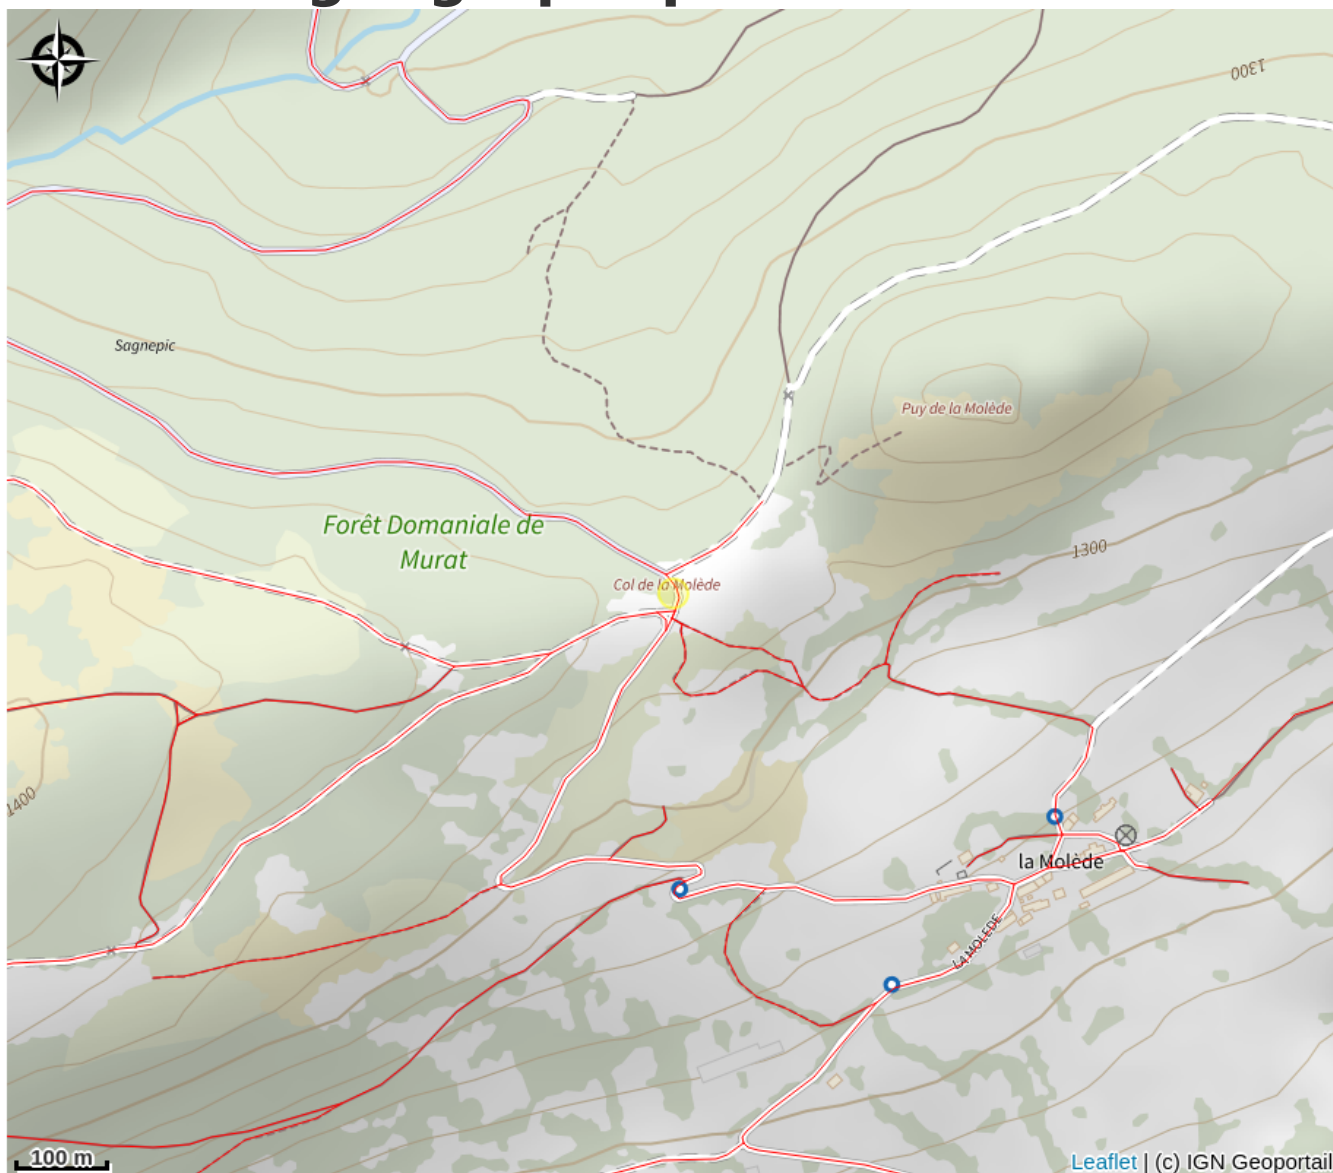 1300
Sagnepic
Puy de la Molède
Forêt Domaniale de
Murat
1300
Col de la Molède
1400
la Molède
LA MOLEDE
100 m
Leaflet | (c) IGN Geoportail